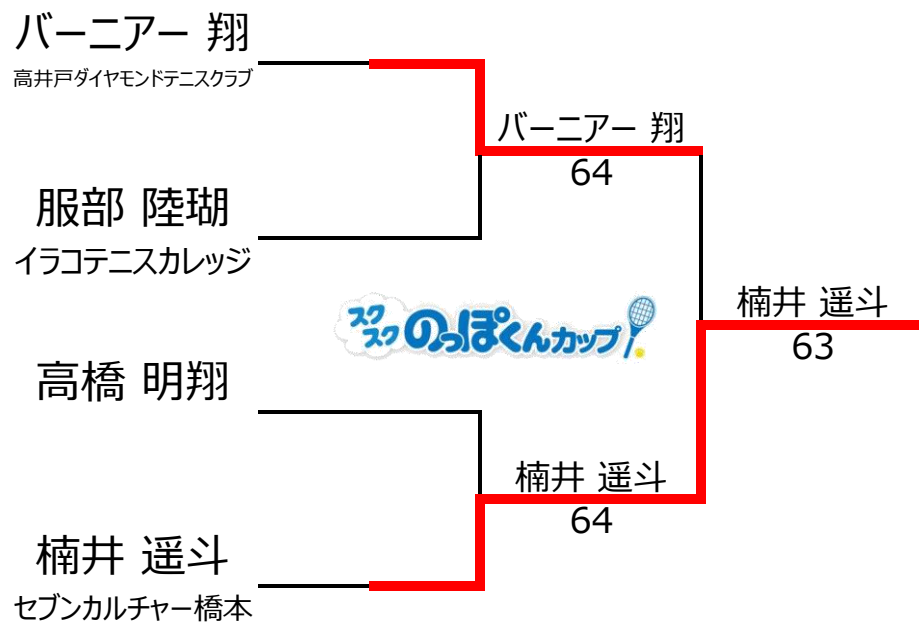 バーニアー 翔
高井戸ダイヤモンドテニスクラブ
バーニアー 翔
64
服部 陸瑚
イラコテニスカレッジ
スクスク のっぽくんカップ
楠井 遥斗
63
高橋 明翔
楠井 遥斗
64
楠井 遥斗
セブンカルチャー橋本